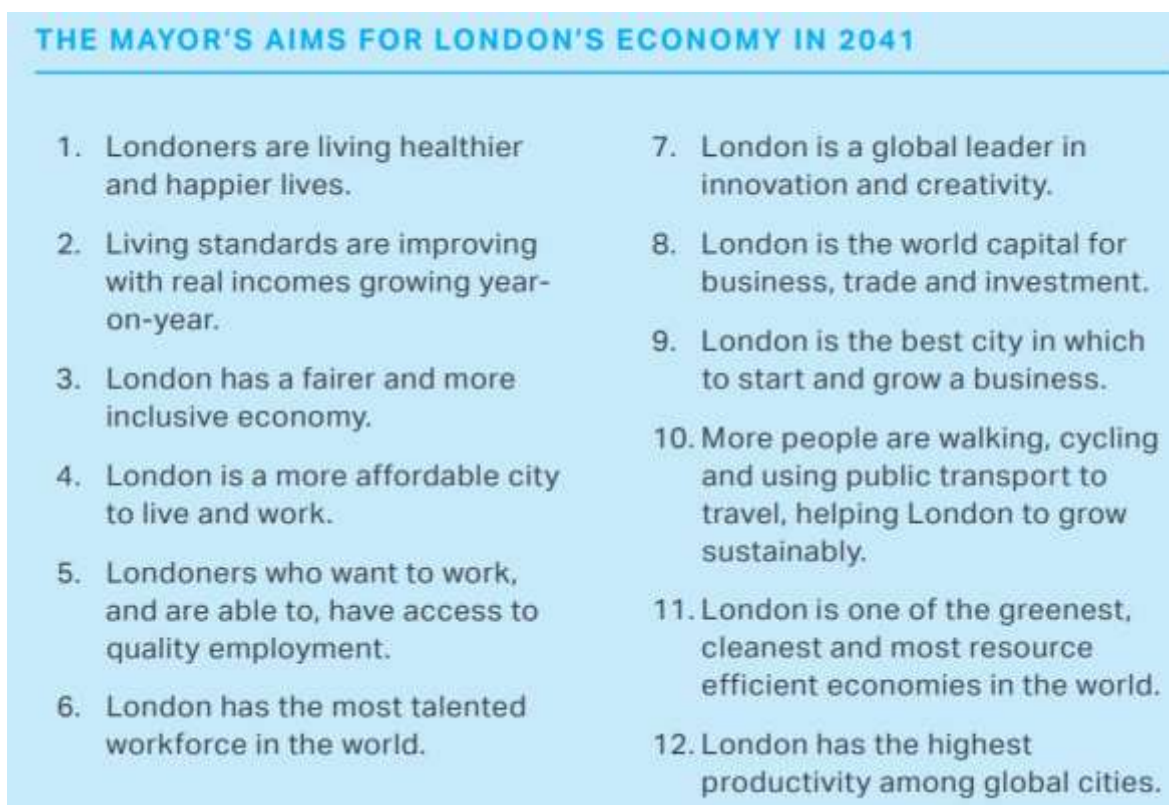 THE MAYOR'S AIMS FOR LONDON'S ECONOMY IN 2041
1. Londoners are living healthier
and happier lives.
2. Living standards are improving
with real incomes growing year-
on-year.
3. London has a fairer and more
inclusive economy.
4. London is a more affordable city
to live and work.
5. Londoners who want to work,
and are able to, have access to
quality employment.
6. London has the most talented
workforce in the world.
7. London is a global leader in
innovation and creativity.
8. London is the world capital for
business, trade and investment.
9. London is the best city in which
to start and grow a business.
10. More people are walking, cycling
and using public transport to
travel, helping London to grow
sustainably.
11. London is one of the greenest,
cleanest and most resource
efficient economies in the world.
12. London has the highest
productivity among global cities.